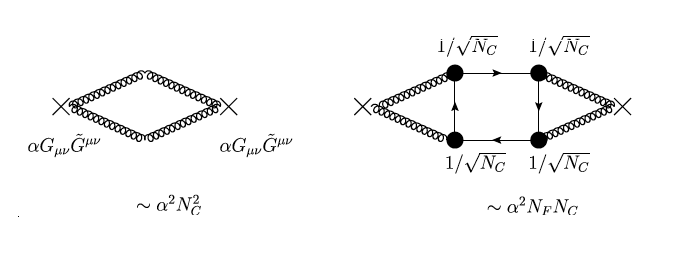 1/√N_C 1/√N_C
αG_{μν}G̃^{μν} αG_{μν}G̃^{μν}
1/√N_C 1/√N_C
~ α²N_C² ~ α²N_F N_C